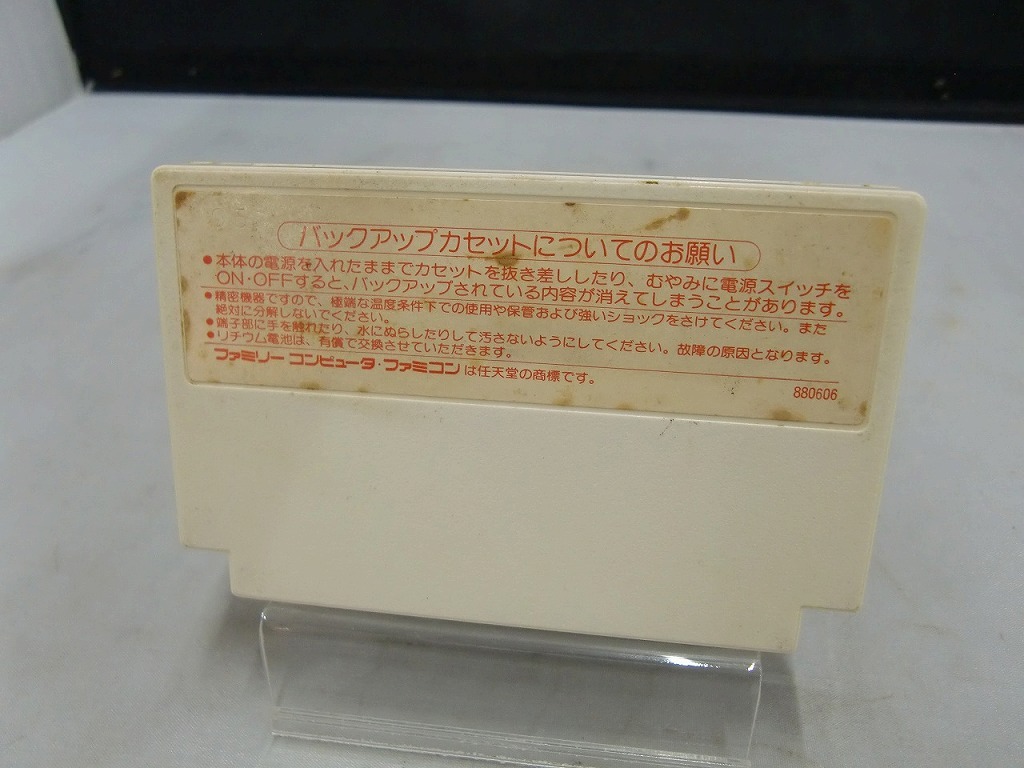 バックアップカセットについてのお願い
●本体の電源を入れたままでカセットを抜き差ししたり、むやみに電源スイッチを
ON・OFFすると、バックアップされている内容が消えてしまうことがあります。
●精密機器ですので、極端な温度条件下での使用や保管および強いショックをさけてください。また
絶対に分解しないでください。
●端子部に手を触れたり、水にぬらしたりして汚さないようにしてください。故障の原因となります。
●リチウム電池は、有償で交換させていただきます。
ファミリーコンピュータ・ファミコンは任天堂の商標です。
880606